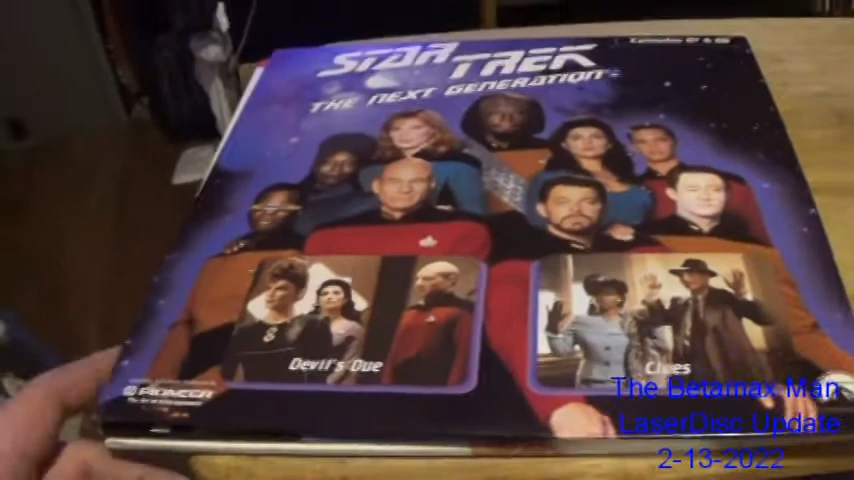 STAR TREK
THE NEXT GENERATION
Devil's Due
Clues
PIONEER
The Betamax Man
LaserDisc Update
2-13-2022